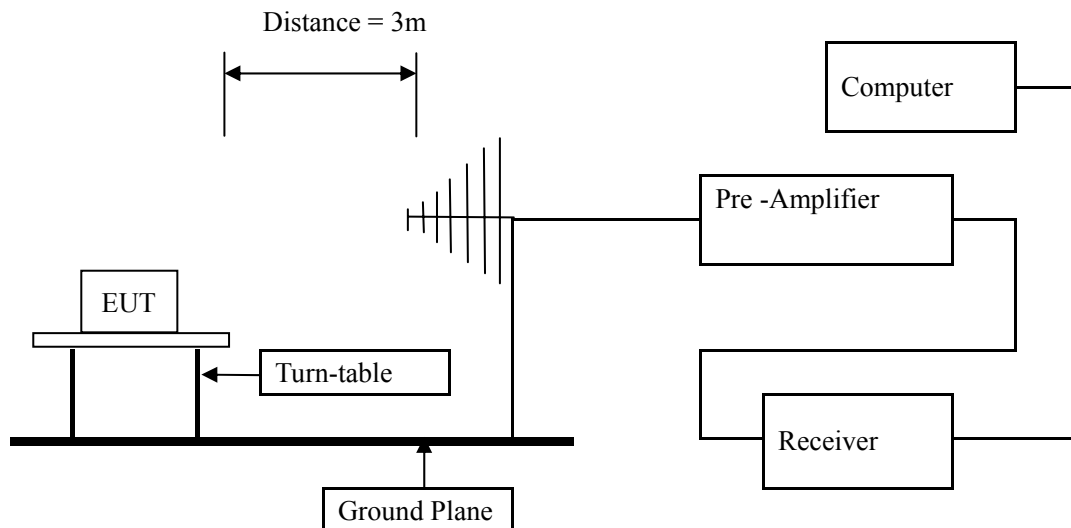 Distance = 3m
Computer
Pre -Amplifier
EUT
Turn-table
Receiver
Ground Plane